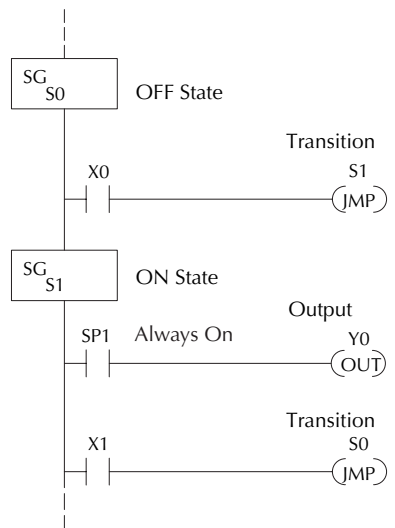 SG
S0
OFF State
Transition
X0
S1
JMP
SG
S1
ON State
Output
SP1
Always On
Y0
OUT
Transition
X1
S0
JMP